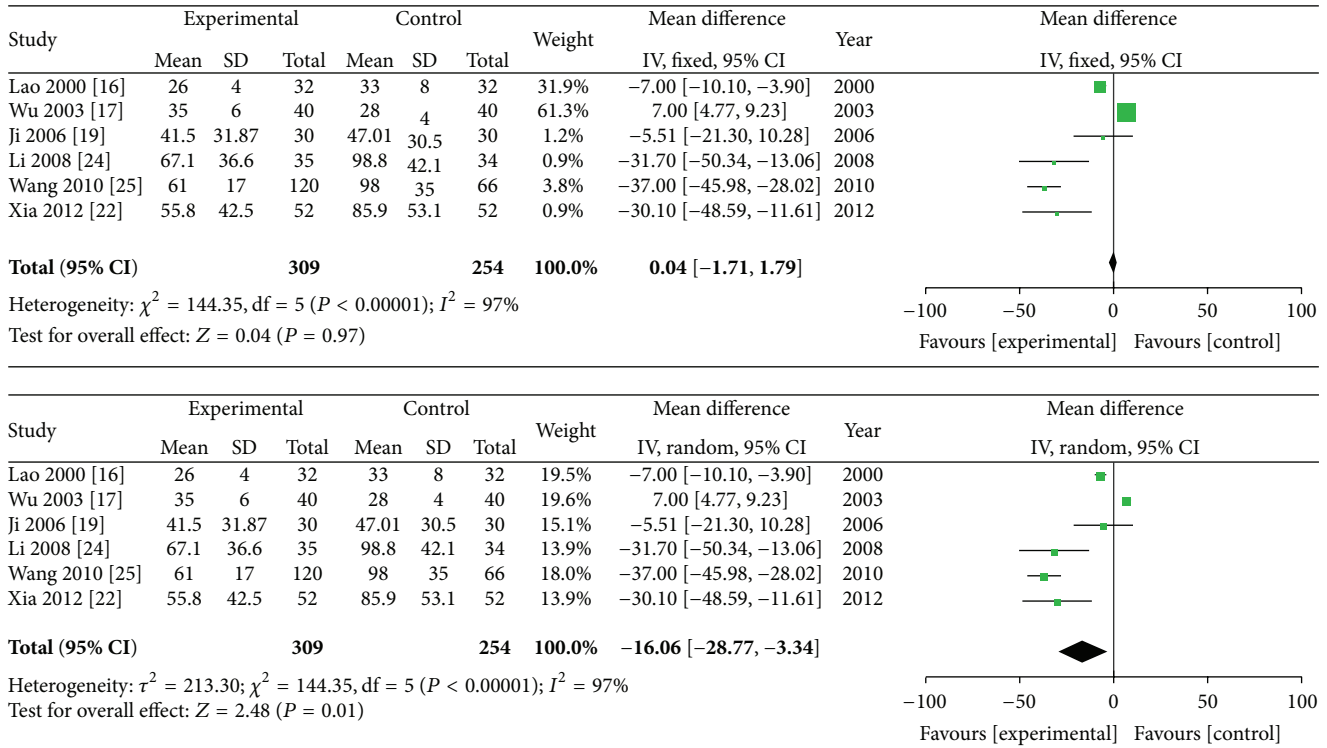 Experimental Control Mean difference Mean difference
Study Weight Year
Mean SD Total Mean SD Total IV, fixed, 95% CI IV, fixed, 95% CI
Lao 2000 [16] 26 4 32 33 8 32 31.9% −7.00 [−10.10, −3.90] 2000
Wu 2003 [17] 35 6 40 28 4 40 61.3% 7.00 [4.77, 9.23] 2003
Ji 2006 [19] 41.5 31.87 30 47.01 30.5 30 1.2% −5.51 [−21.30, 10.28] 2006
Li 2008 [24] 67.1 36.6 35 98.8 42.1 34 0.9% −31.70 [−50.34, −13.06] 2008
Wang 2010 [25] 61 17 120 98 35 66 3.8% −37.00 [−45.98, −28.02] 2010
Xia 2012 [22] 55.8 42.5 52 85.9 53.1 52 0.9% −30.10 [−48.59, −11.61] 2012
Total (95% CI) 309 254 100.0% 0.04 [−1.71, 1.79]
Heterogeneity: χ² = 144.35, df = 5 (P < 0.00001); I² = 97%
−100 −50 0 50 100
Test for overall effect: Z = 0.04 (P = 0.97)
Favours [experimental] Favours [control]
Experimental Control Mean difference Mean difference
Study Weight Year
Mean SD Total Mean SD Total IV, random, 95% CI IV, random, 95% CI
Lao 2000 [16] 26 4 32 33 8 32 19.5% −7.00 [−10.10, −3.90] 2000
Wu 2003 [17] 35 6 40 28 4 40 19.6% 7.00 [4.77, 9.23] 2003
Ji 2006 [19] 41.5 31.87 30 47.01 30.5 30 15.1% −5.51 [−21.30, 10.28] 2006
Li 2008 [24] 67.1 36.6 35 98.8 42.1 34 13.9% −31.70 [−50.34, −13.06] 2008
Wang 2010 [25] 61 17 120 98 35 66 18.0% −37.00 [−45.98, −28.02] 2010
Xia 2012 [22] 55.8 42.5 52 85.9 53.1 52 13.9% −30.10 [−48.59, −11.61] 2012
Total (95% CI) 309 254 100.0% −16.06 [−28.77, −3.34]
Heterogeneity: τ² = 213.30; χ² = 144.35, df = 5 (P < 0.00001); I² = 97%
−100 −50 0 50 100
Test for overall effect: Z = 2.48 (P = 0.01)
Favours [experimental] Favours [control]